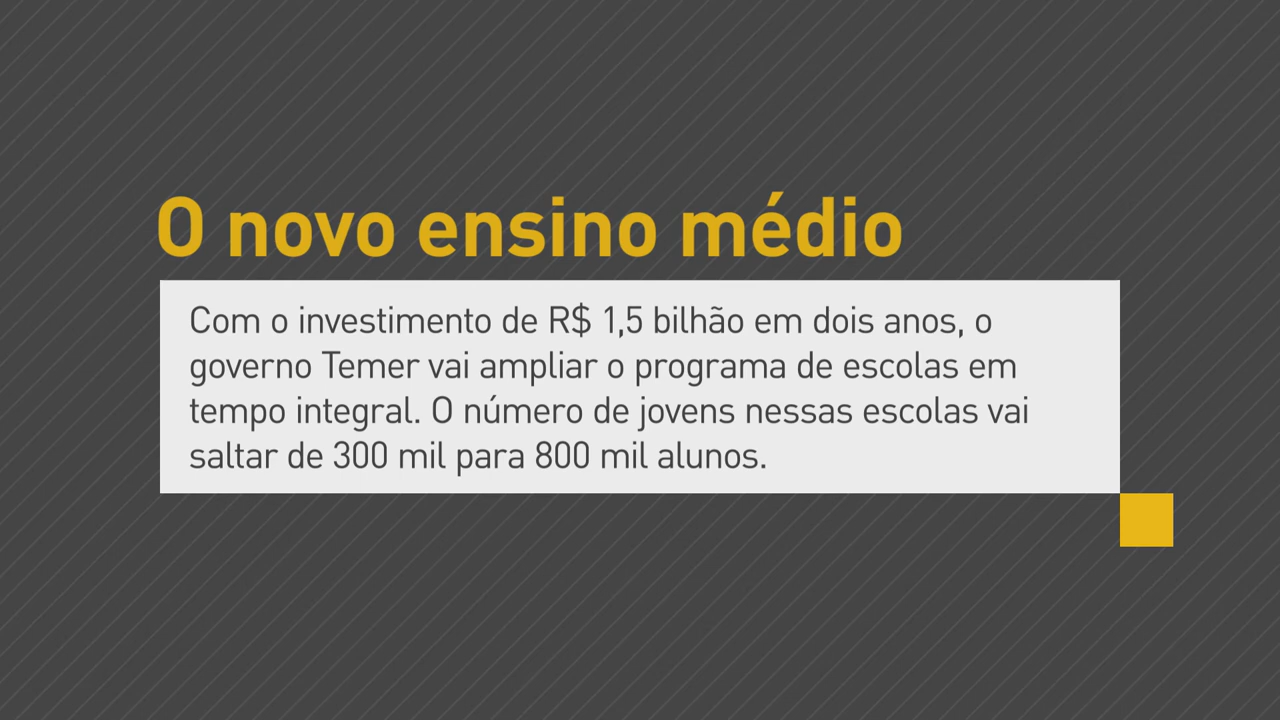 O novo ensino médio
Com o investimento de R$ 1,5 bilhão em dois anos, o
governo Temer vai ampliar o programa de escolas em
tempo integral. O número de jovens nessas escolas vai
saltar de 300 mil para 800 mil alunos.